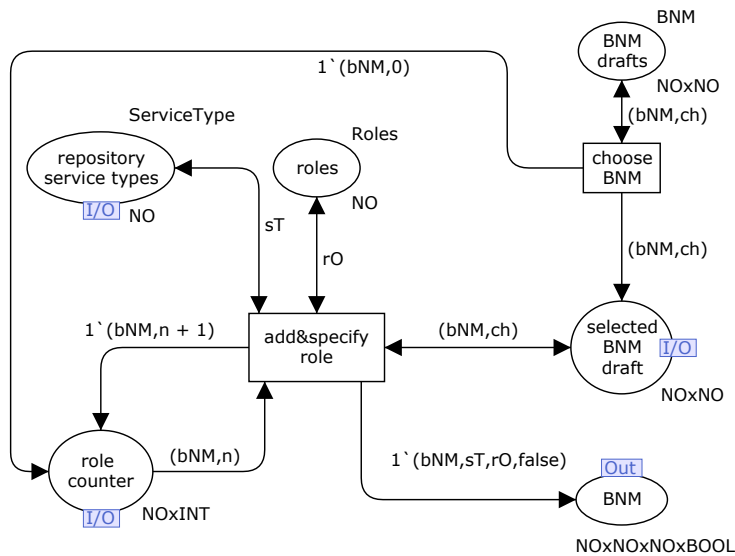 BNM
BNM
drafts
NOxNO
1`(bNM,0)
(bNM,ch)
ServiceType
Roles
repository
service types
I/O
NO
roles
NO
choose
BNM
sT
rO
(bNM,ch)
1`(bNM,n + 1)
add&specify
role
(bNM,ch)
selected
BNM
draft
I/O
NOxNO
role
counter
I/O
NOxINT
(bNM,n)
1`(bNM,sT,rO,false)
Out
BNM
NOxNOxNOxBOOL